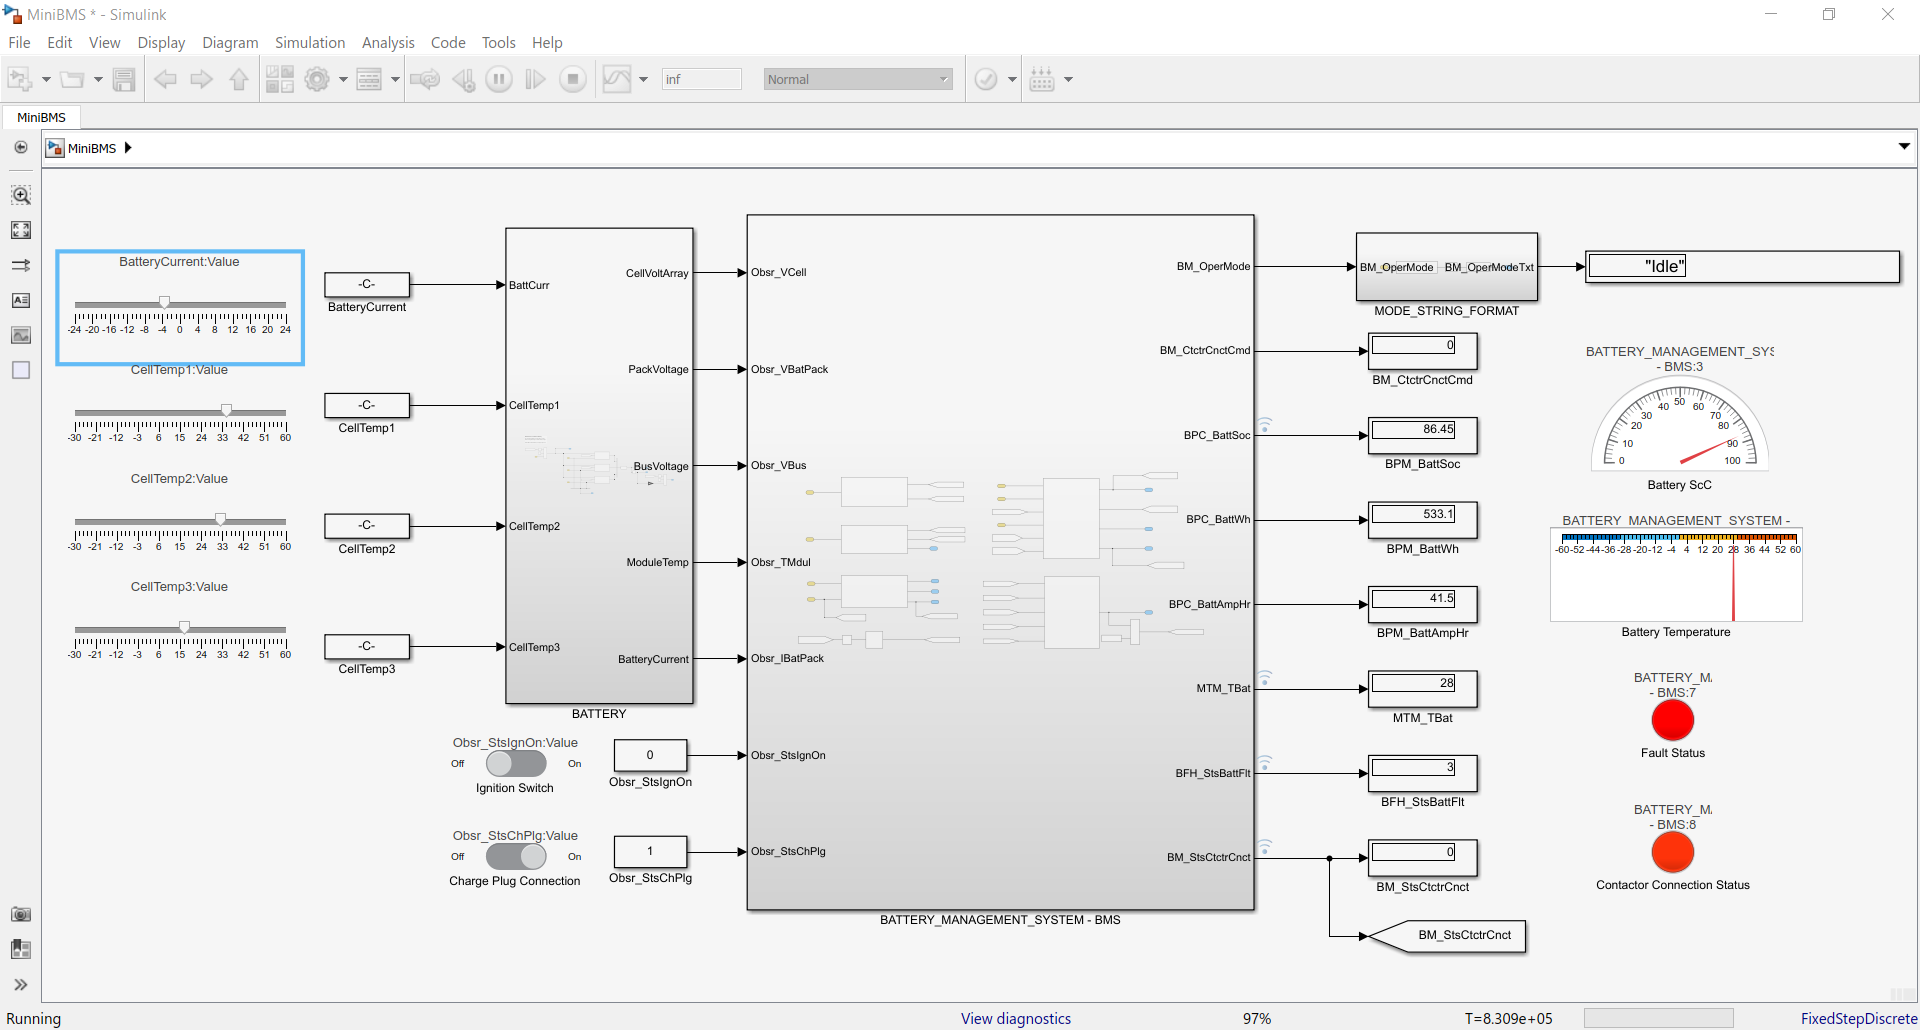 MiniBMS * - Simulink
File Edit View Display Diagram Simulation Analysis Code Tools Help
inf
Normal
MiniBMS
MiniBMS
BatteryCurrent:Value
-24 -20 -16 -12 -8 -4 0 4 8 12 16 20 24
CellTemp1:Value
-30 -21 -12 -3 6 15 24 33 42 51 60
CellTemp2:Value
-30 -21 -12 -3 6 15 24 33 42 51 60
CellTemp3:Value
-30 -21 -12 -3 6 15 24 33 42 51 60
-C-
BatteryCurrent
-C-
CellTemp1
-C-
CellTemp2
-C-
CellTemp3
BattCurr
CellTemp1
CellTemp2
CellTemp3
CellVoltArray
PackVoltage
BusVoltage
ModuleTemp
BatteryCurrent
BATTERY
Obsr_StsIgnOn:Value
Off On
Ignition Switch
0
Obsr_StsIgnOn
Obsr_StsChPlg:Value
Off On
Charge Plug Connection
1
Obsr_StsChPlg
Obsr_VCell
Obsr_VBatPack
Obsr_VBus
Obsr_TMdul
Obsr_IBatPack
Obsr_StsIgnOn
Obsr_StsChPlg
BM_OperMode
BM_CtctrCnctCmd
BPC_BattSoc
BPC_BattWh
BPC_BattAmpHr
MTM_TBat
BFH_StsBattFlt
BM_StsCtctrCnct
BATTERY_MANAGEMENT_SYSTEM - BMS
BM_OperMode BM_OperModeTxt
MODE_STRING_FORMAT
"Idle"
0
BM_CtctrCnctCmd
86.45
BPM_BattSoc
533.1
BPM_BattWh
41.5
BPM_BattAmpHr
28
MTM_TBat
3
BFH_StsBattFlt
0
BM_StsCtctrCnct
BM_StsCtctrCnct
BATTERY_MANAGEMENT_SYS
- BMS:3
0 10 20 30 40 50 60 70 80 90 100
Battery ScC
BATTERY MANAGEMENT SYSTEM -
-60 -52 -44 -36 -28 -20 -12 -4 4 12 20 28 36 44 52 60
Battery Temperature
BATTERY_M
- BMS:7
Fault Status
BATTERY_M
- BMS:8
Contactor Connection Status
Running
View diagnostics
97%
T=8.309e+05
FixedStepDiscrete